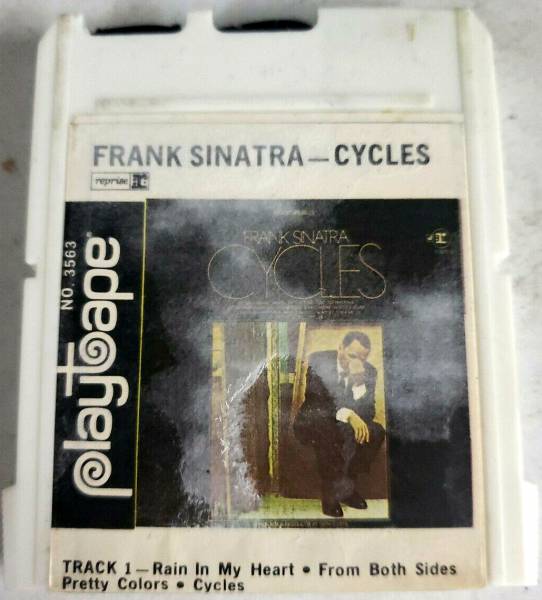 FRANK SINATRA—CYCLES
reprise
NO. 3563
playtape
FRANK SINATRA
CYCLES
TRACK 1—Rain In My Heart • From Both Sides
Pretty Colors • Cycles